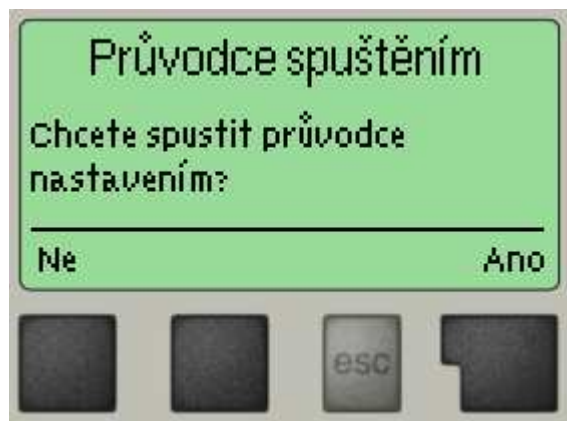 Průvodce spuštěním
Chcete spustit průvodce
nastavením?
Ne Ano
esc